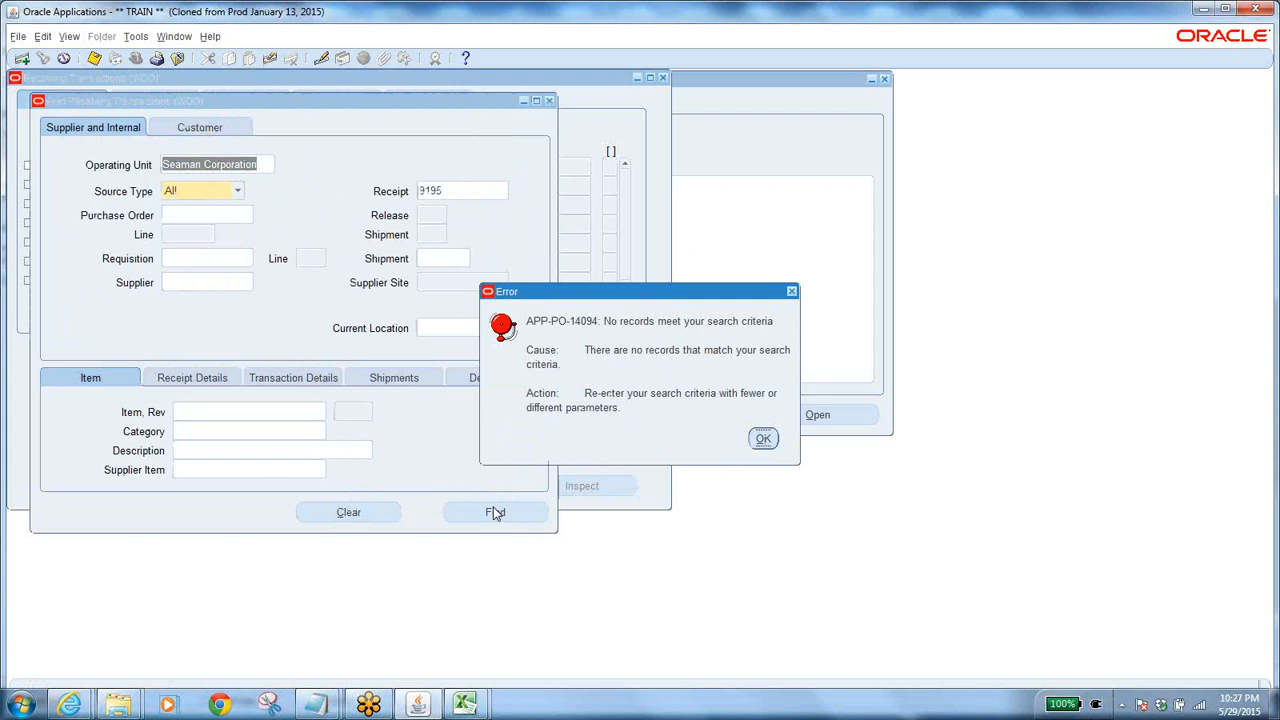 Oracle Applications - ** TRAIN ** (Cloned from Prod January 13, 2015)
File Edit View Folder Tools Window Help
ORACLE
Supplier and Internal Customer
Operating Unit Seaman Corporation
Source Type All Receipt 9195
Purchase Order Release
Line Shipment
Requisition Line Shipment
Supplier Supplier Site
Current Location
Item Receipt Details Transaction Details Shipments
Item, Rev
Category
Description
Supplier Item
Clear Find
[ ]
Inspect
Open
Error
APP-PO-14094: No records meet your search criteria
Cause: There are no records that match your search
criteria.
Action: Re-enter your search criteria with fewer or
different parameters.
OK
100%
10:27 PM
5/29/2015